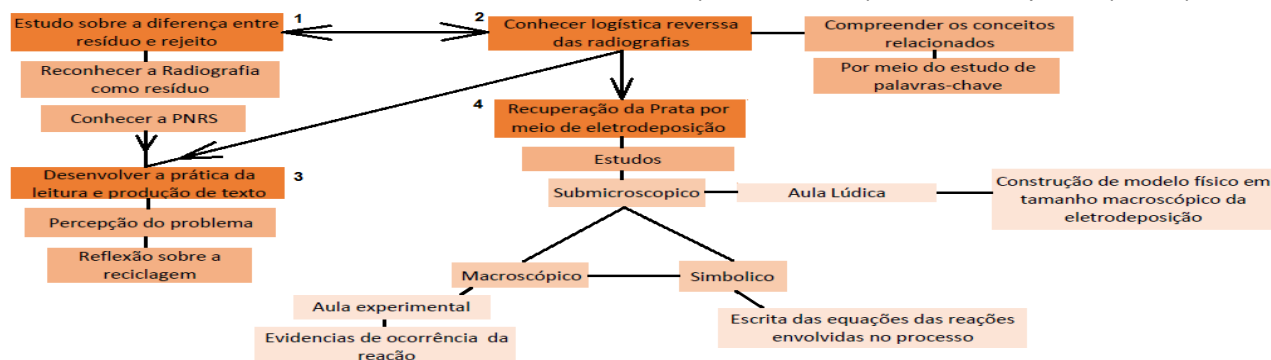 Estudo sobre a diferença entre
resíduo e rejeito
1
Reconhecer a Radiografia
como resíduo
Conhecer a PNRS
Desenvolver a prática da
leitura e produção de texto
3
Percepção do problema
Reflexão sobre a
reciclagem
2
Conhecer logística reverssa
das radiografias
Compreender os conceitos
relacionados
Por meio do estudo de
palavras-chave
4
Recuperação da Prata por
meio de eletrodeposição
Estudos
Submicroscopico
Aula Lúdica
Construção de modelo físico em
tamanho macroscópico da
eletrodeposição
Macroscópico
Simbolico
Aula experimental
Evidencias de ocorrência da
reação
Escrita das equações das reações
envolvidas no processo